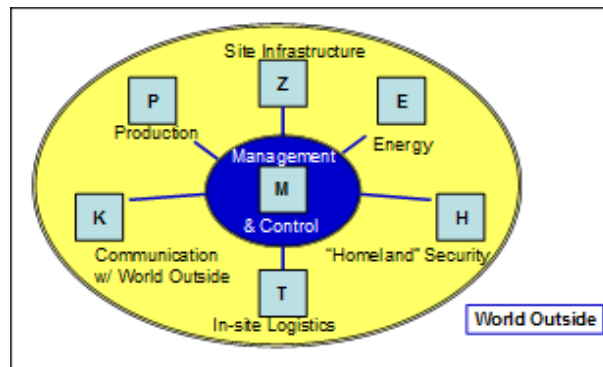 Site Infrastructure
Z
P
Production
E
Energy
Management
M
& Control
K
Communication
w/ World Outside
H
"Homeland" Security
T
In-site Logistics
World Outside